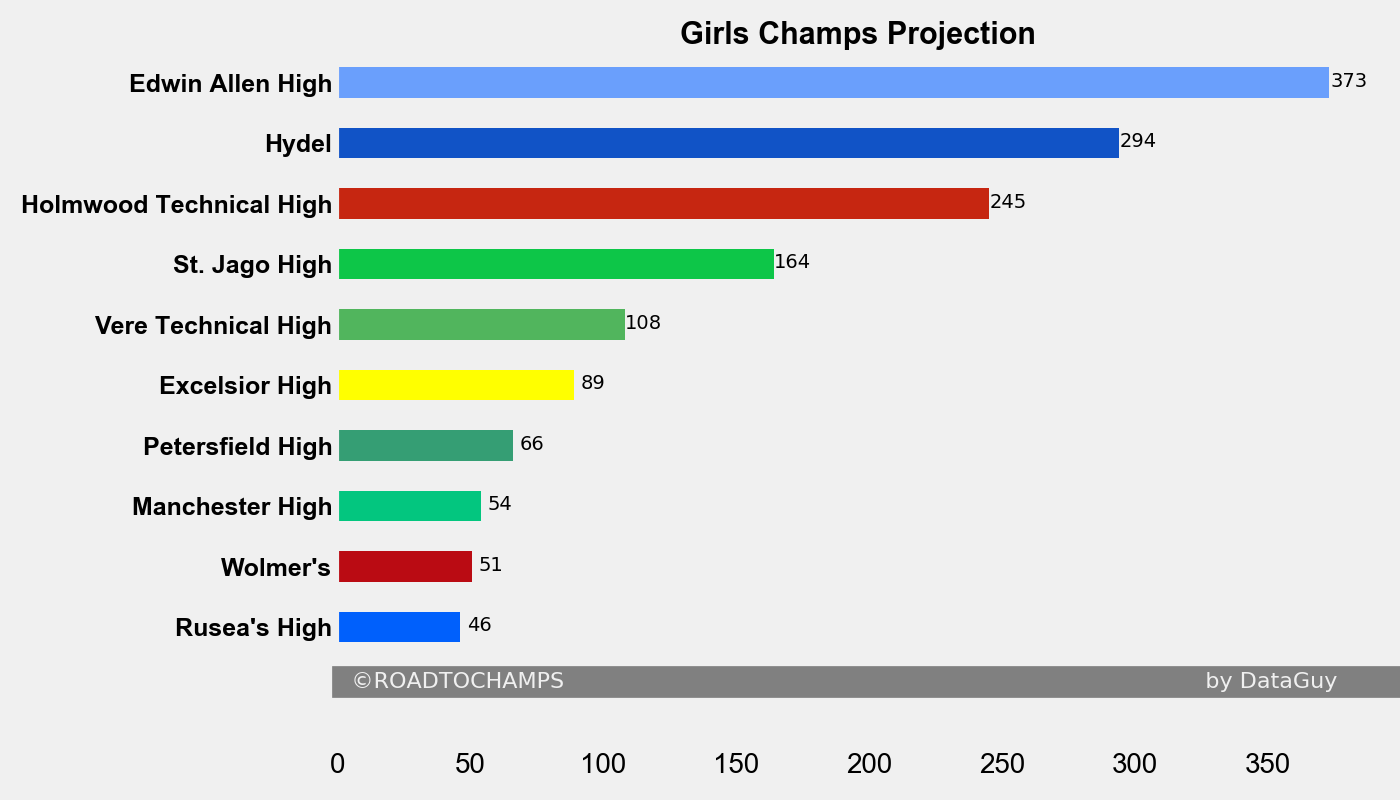 Girls Champs Projection
Edwin Allen High 373
Hydel 294
Holmwood Technical High 245
St. Jago High 164
Vere Technical High 108
Excelsior High 89
Petersfield High 66
Manchester High 54
Wolmer's 51
Rusea's High 46
©ROADTOCHAMPS by DataGuy
0 50 100 150 200 250 300 350